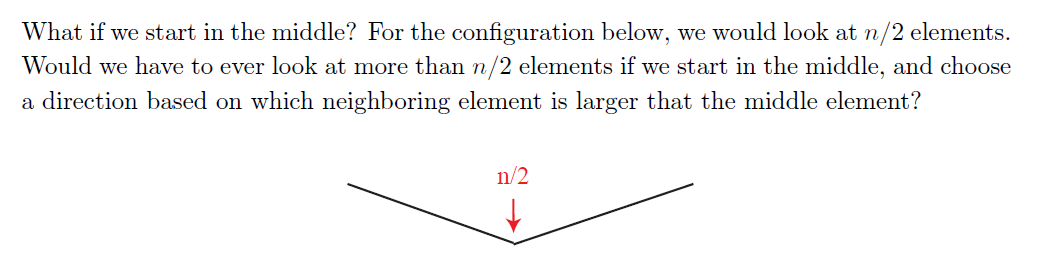 What if we start in the middle? For the configuration below, we would look at n/2 elements.
Would we have to ever look at more than n/2 elements if we start in the middle, and choose
a direction based on which neighboring element is larger that the middle element?
n/2